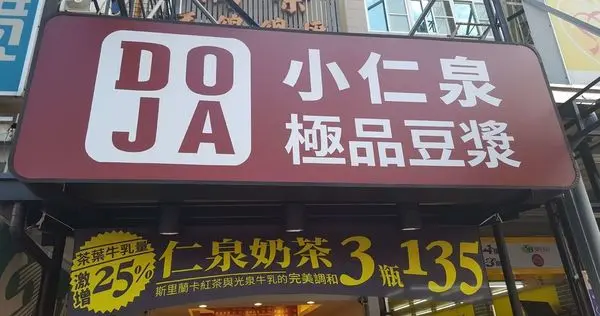 DO
JA
小仁泉
極品豆漿
茶葉牛乳量
激增
25%
仁泉奶茶3瓶135
斯里蘭卡紅茶與光泉牛乳的完美調和